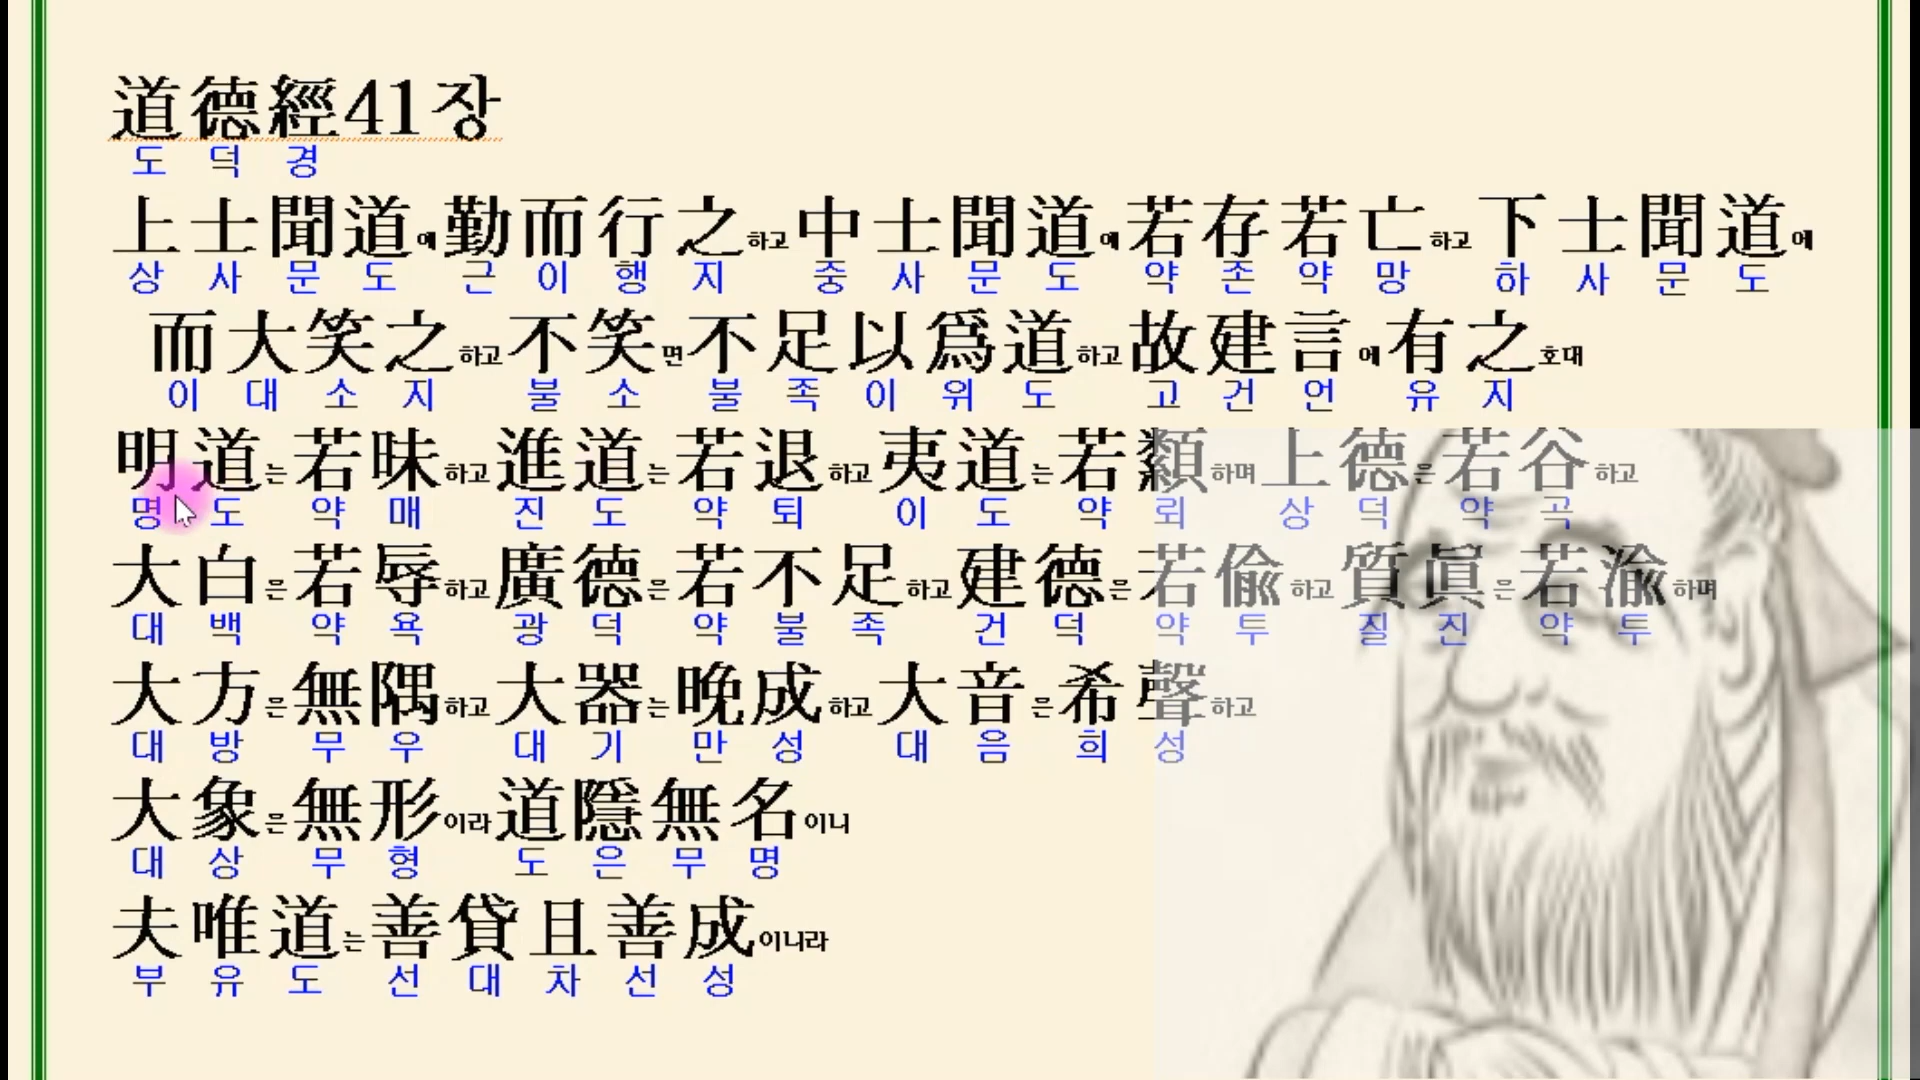 道德經41장
도 덕 경
上士聞道에勤而行之하고中士聞道에若存若亡하고下士聞道에
상 사 문 도 근 이 행 지 중 사 문 도 약 존 약 망 하 사 문 도
而大笑之하고不笑면不足以爲道하고故建言에有之호대
이 대 소 지 불 소 불 족 이 위 도 고 건 언 유 지
明道는若昧하고進道는若退하고夷道는若纇하며上德은若谷하고
명 도 약 매 진 도 약 퇴 이 도 약 뢰 상 덕 약 곡
大白은若辱하고廣德은若不足하고建德은若偸하고質眞은若渝하며
대 백 약 욕 광 덕 약 불 족 건 덕 약 투 질 진 약 투
大方은無隅하고大器는晩成하고大音은希聲하고
대 방 무 우 대 기 만 성 대 음 희 성
大象은無形이라道隱無名이니
대 상 무 형 도 은 무 명
夫唯道는善貸且善成이니라
부 유 도 선 대 차 선 성